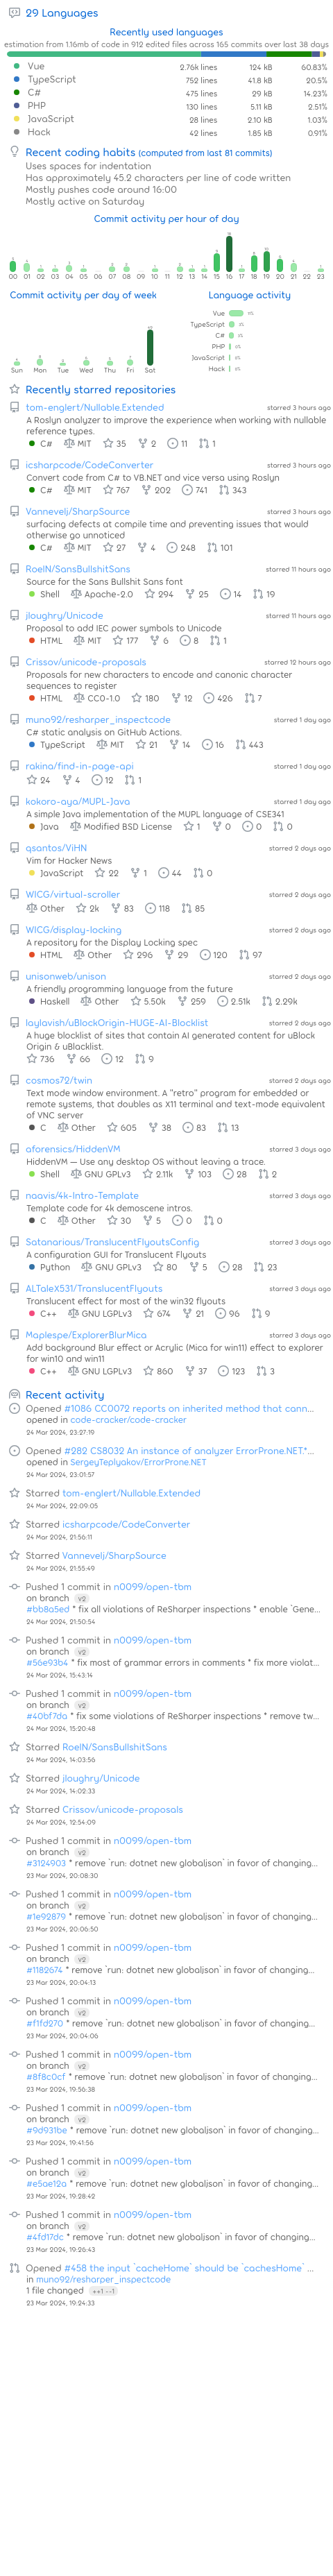 29 Languages
Recently used languages
estimation from 1.16mb of code in 912 edited files across 165 commits over last 38 days
Vue 2.76k lines 124 kB 60.83%
TypeScript 752 lines 41.8 kB 20.5%
C# 475 lines 29 kB 14.23%
PHP 130 lines 5.11 kB 2.51%
JavaScript 28 lines 2.10 kB 1.03%
Hack 42 lines 1.85 kB 0.91%
Recent coding habits (computed from last 81 commits)
Uses spaces for indentation
Has approximately 45.2 characters per line of code written
Mostly pushes code around 16:00
Mostly active on Saturday
Commit activity per hour of day
00 01 02 03 04 05 06 07 08 09 10 11 12 13 14 15 16 17 18 19 20 21 22 23
Commit activity per day of week
Sun Mon Tue Wed Thu Fri Sat
Language activity
Vue
TypeScript
C#
PHP
JavaScript
Hack
Recently starred repositories
tom-englert/Nullable.Extended starred 3 hours ago
A Roslyn analyzer to improve the experience when working with nullable
reference types.
C# MIT 35 2 11 1
icsharpcode/CodeConverter starred 3 hours ago
Convert code from C# to VB.NET and vice versa using Roslyn
C# MIT 767 202 741 343
Vannevelj/SharpSource starred 3 hours ago
surfacing defects at compile time and preventing issues that would
otherwise go unnoticed
C# MIT 27 4 248 101
RoelN/SansBullshitSans starred 11 hours ago
Source for the Sans Bullshit Sans font
Shell Apache-2.0 294 25 14 19
jloughry/Unicode starred 11 hours ago
Proposal to add IEC power symbols to Unicode
HTML MIT 177 6 8 1
Crissov/unicode-proposals starred 12 hours ago
Proposals for new characters to encode and canonic character
sequences to register
HTML CC0-1.0 180 12 426 7
muno92/resharper_inspectcode starred 1 day ago
C# static analysis on GitHub Actions.
TypeScript MIT 21 14 16 443
rakina/find-in-page-api starred 1 day ago
24 4 12 1
kokoro-aya/MUPL-Java starred 1 day ago
A simple Java implementation of the MUPL language of CSE341
Java Modified BSD License 1 0 0 0
qsantos/ViHN starred 2 days ago
Vim for Hacker News
JavaScript 22 1 44 0
WICG/virtual-scroller starred 2 days ago
Other 2k 83 118 85
WICG/display-locking starred 2 days ago
A repository for the Display Locking spec
HTML Other 296 29 120 97
unisonweb/unison starred 2 days ago
A friendly programming language from the future
Haskell Other 5.50k 259 2.51k 2.29k
laylavish/uBlockOrigin-HUGE-AI-Blocklist starred 2 days ago
A huge blocklist of sites that contain AI generated content for uBlock
Origin & uBlacklist.
736 66 12 9
cosmos72/twin starred 2 days ago
Text mode window environment. A "retro" program for embedded or
remote systems, that doubles as X11 terminal and text-mode equivalent
of VNC server
C Other 605 38 83 13
aforensics/HiddenVM starred 3 days ago
HiddenVM — Use any desktop OS without leaving a trace.
Shell GNU GPLv3 2.11k 103 28 2
naavis/4k-Intro-Template starred 3 days ago
Template code for 4k demoscene intros.
C Other 30 5 0 0
Satanarious/TranslucentFlyoutsConfig starred 3 days ago
A configuration GUI for Translucent Flyouts
Python GNU GPLv3 80 5 28 23
ALTaleX531/TranslucentFlyouts starred 3 days ago
Translucent effect for most of the win32 flyouts
C++ GNU LGPLv3 674 21 96 9
Maplespe/ExplorerBlurMica starred 3 days ago
Add background Blur effect or Acrylic (Mica for win11) effect to explorer
for win10 and win11
C++ GNU LGPLv3 860 37 123 3
Recent activity
Opened #1086 CC0072 reports on inherited method that cann...
opened in code-cracker/code-cracker
24 Mar 2024, 23:27:19
Opened #282 CS8032 An instance of analyzer ErrorProne.NET.*...
opened in SergeyTeplyakov/ErrorProne.NET
24 Mar 2024, 23:01:57
Starred tom-englert/Nullable.Extended
24 Mar 2024, 22:09:05
Starred icsharpcode/CodeConverter
24 Mar 2024, 21:56:11
Starred Vannevelj/SharpSource
24 Mar 2024, 21:55:49
Pushed 1 commit in n0099/open-tbm
on branch v2
#bb8a5ed * fix all violations of ReSharper inspections * enable `Gene...
24 Mar 2024, 21:50:54
Pushed 1 commit in n0099/open-tbm
on branch v2
#56e93b4 * fix most of grammar errors in comments * fix more violat...
24 Mar 2024, 15:43:14
Pushed 1 commit in n0099/open-tbm
on branch v2
#40bf7da * fix some violations of ReSharper inspections * remove tw...
24 Mar 2024, 15:20:48
Starred RoelN/SansBullshitSans
24 Mar 2024, 14:03:56
Starred jloughry/Unicode
24 Mar 2024, 14:02:33
Starred Crissov/unicode-proposals
24 Mar 2024, 12:54:09
Pushed 1 commit in n0099/open-tbm
on branch v2
#3124903 * remove `run: dotnet new globaljson` in favor of changing...
23 Mar 2024, 20:08:30
Pushed 1 commit in n0099/open-tbm
on branch v2
#1e92879 * remove `run: dotnet new globaljson` in favor of changing...
23 Mar 2024, 20:06:50
Pushed 1 commit in n0099/open-tbm
on branch v2
#1182674 * remove `run: dotnet new globaljson` in favor of changing...
23 Mar 2024, 20:04:13
Pushed 1 commit in n0099/open-tbm
on branch v2
#f1fd270 * remove `run: dotnet new globaljson` in favor of changing...
23 Mar 2024, 20:04:06
Pushed 1 commit in n0099/open-tbm
on branch v2
#8f8c0cf * remove `run: dotnet new globaljson` in favor of changing...
23 Mar 2024, 19:56:38
Pushed 1 commit in n0099/open-tbm
on branch v2
#9d931be * remove `run: dotnet new globaljson` in favor of changing...
23 Mar 2024, 19:41:56
Pushed 1 commit in n0099/open-tbm
on branch v2
#e5ae12a * remove `run: dotnet new globaljson` in favor of changing...
23 Mar 2024, 19:28:42
Pushed 1 commit in n0099/open-tbm
on branch v2
#4fd17dc * remove `run: dotnet new globaljson` in favor of changing...
23 Mar 2024, 19:26:43
Opened #458 the input `cacheHome` should be `cachesHome` ...
in muno92/resharper_inspectcode
1 file changed ++1 --1
23 Mar 2024, 19:24:33